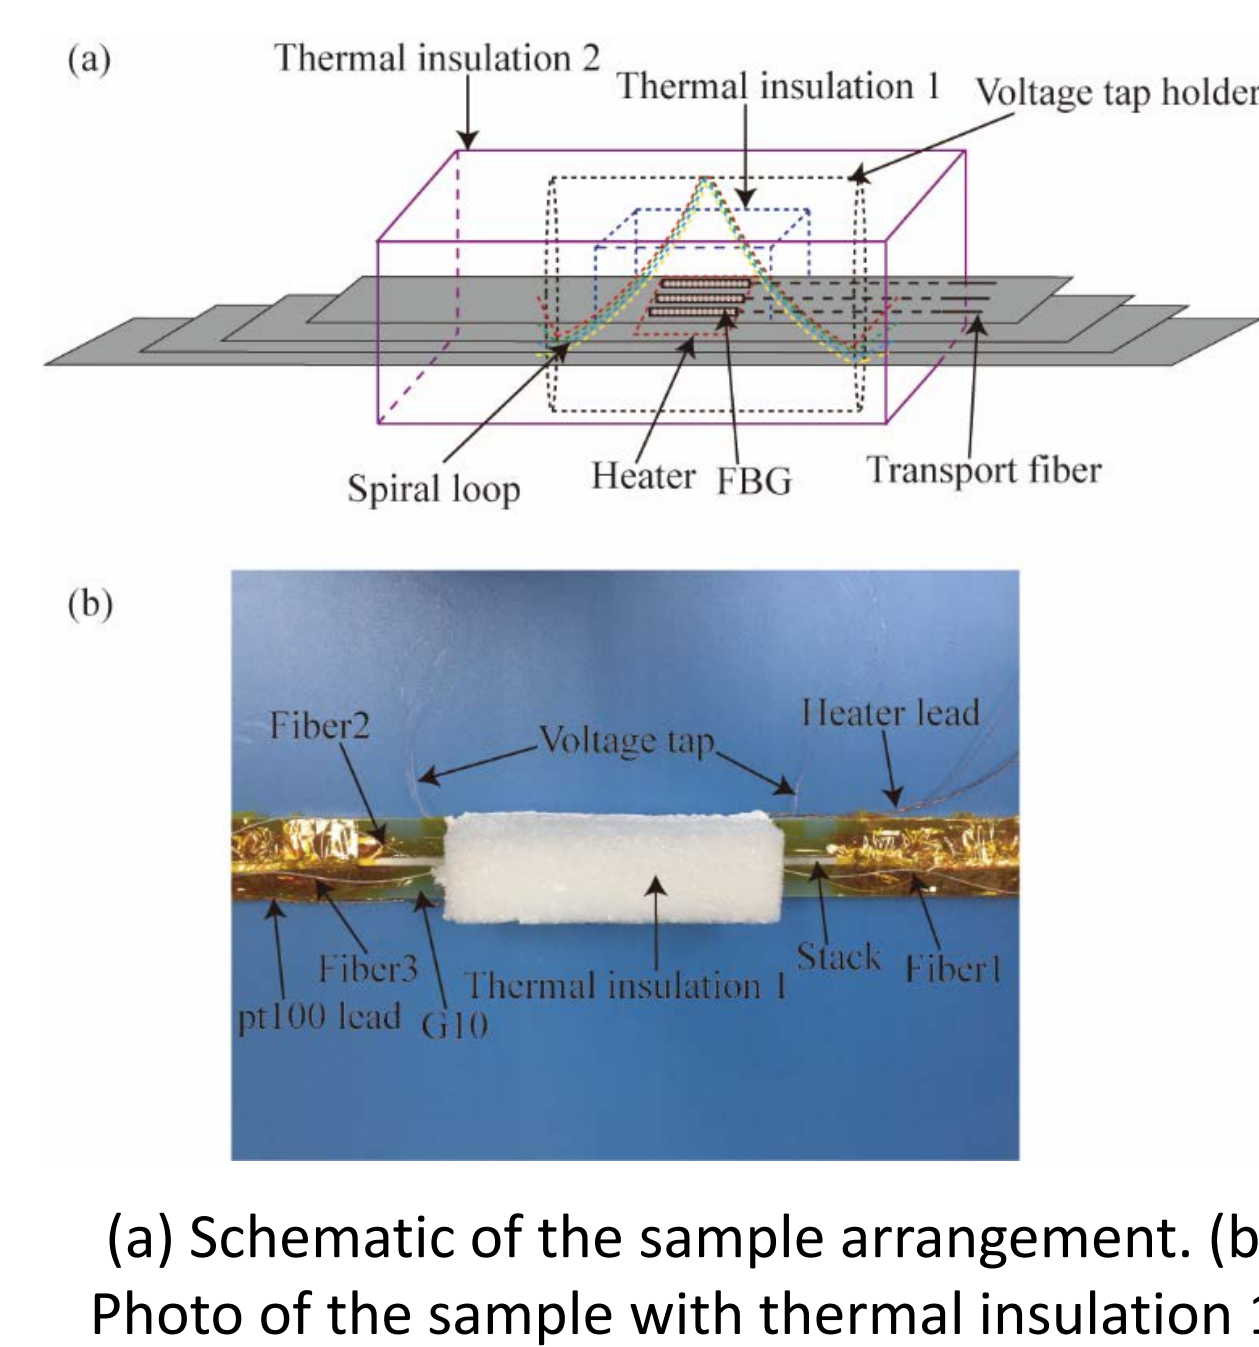 (a)
Thermal insulation 2
Thermal insulation 1
Voltage tap holder
Spiral loop
Heater
FBG
Transport fiber
(b)
Fiber2
Voltage tap
Heater lead
Fiber3
Thermal insulation 1
Stack
Fiber1
pt100 lead
G10
(a) Schematic of the sample arrangement. (b
Photo of the sample with thermal insulation 1